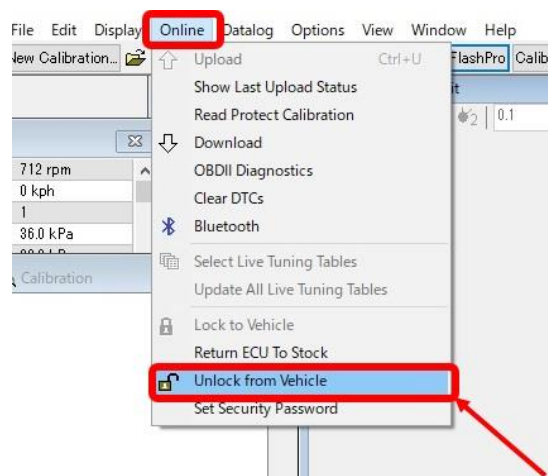 File Edit Display Online Datalog Options View Window Help
New Calibration... FlashPro Calib
Upload Ctrl+U
Show Last Upload Status
it
Read Protect Calibration
2 0.1
Download
712 rpm
OBDII Diagnostics
0 kph
Clear DTCs
1
36.0 kPa
Bluetooth
Select Live Tuning Tables
Calibration
Update All Live Tuning Tables
Lock to Vehicle
Return ECU To Stock
Unlock from Vehicle
Set Security Password